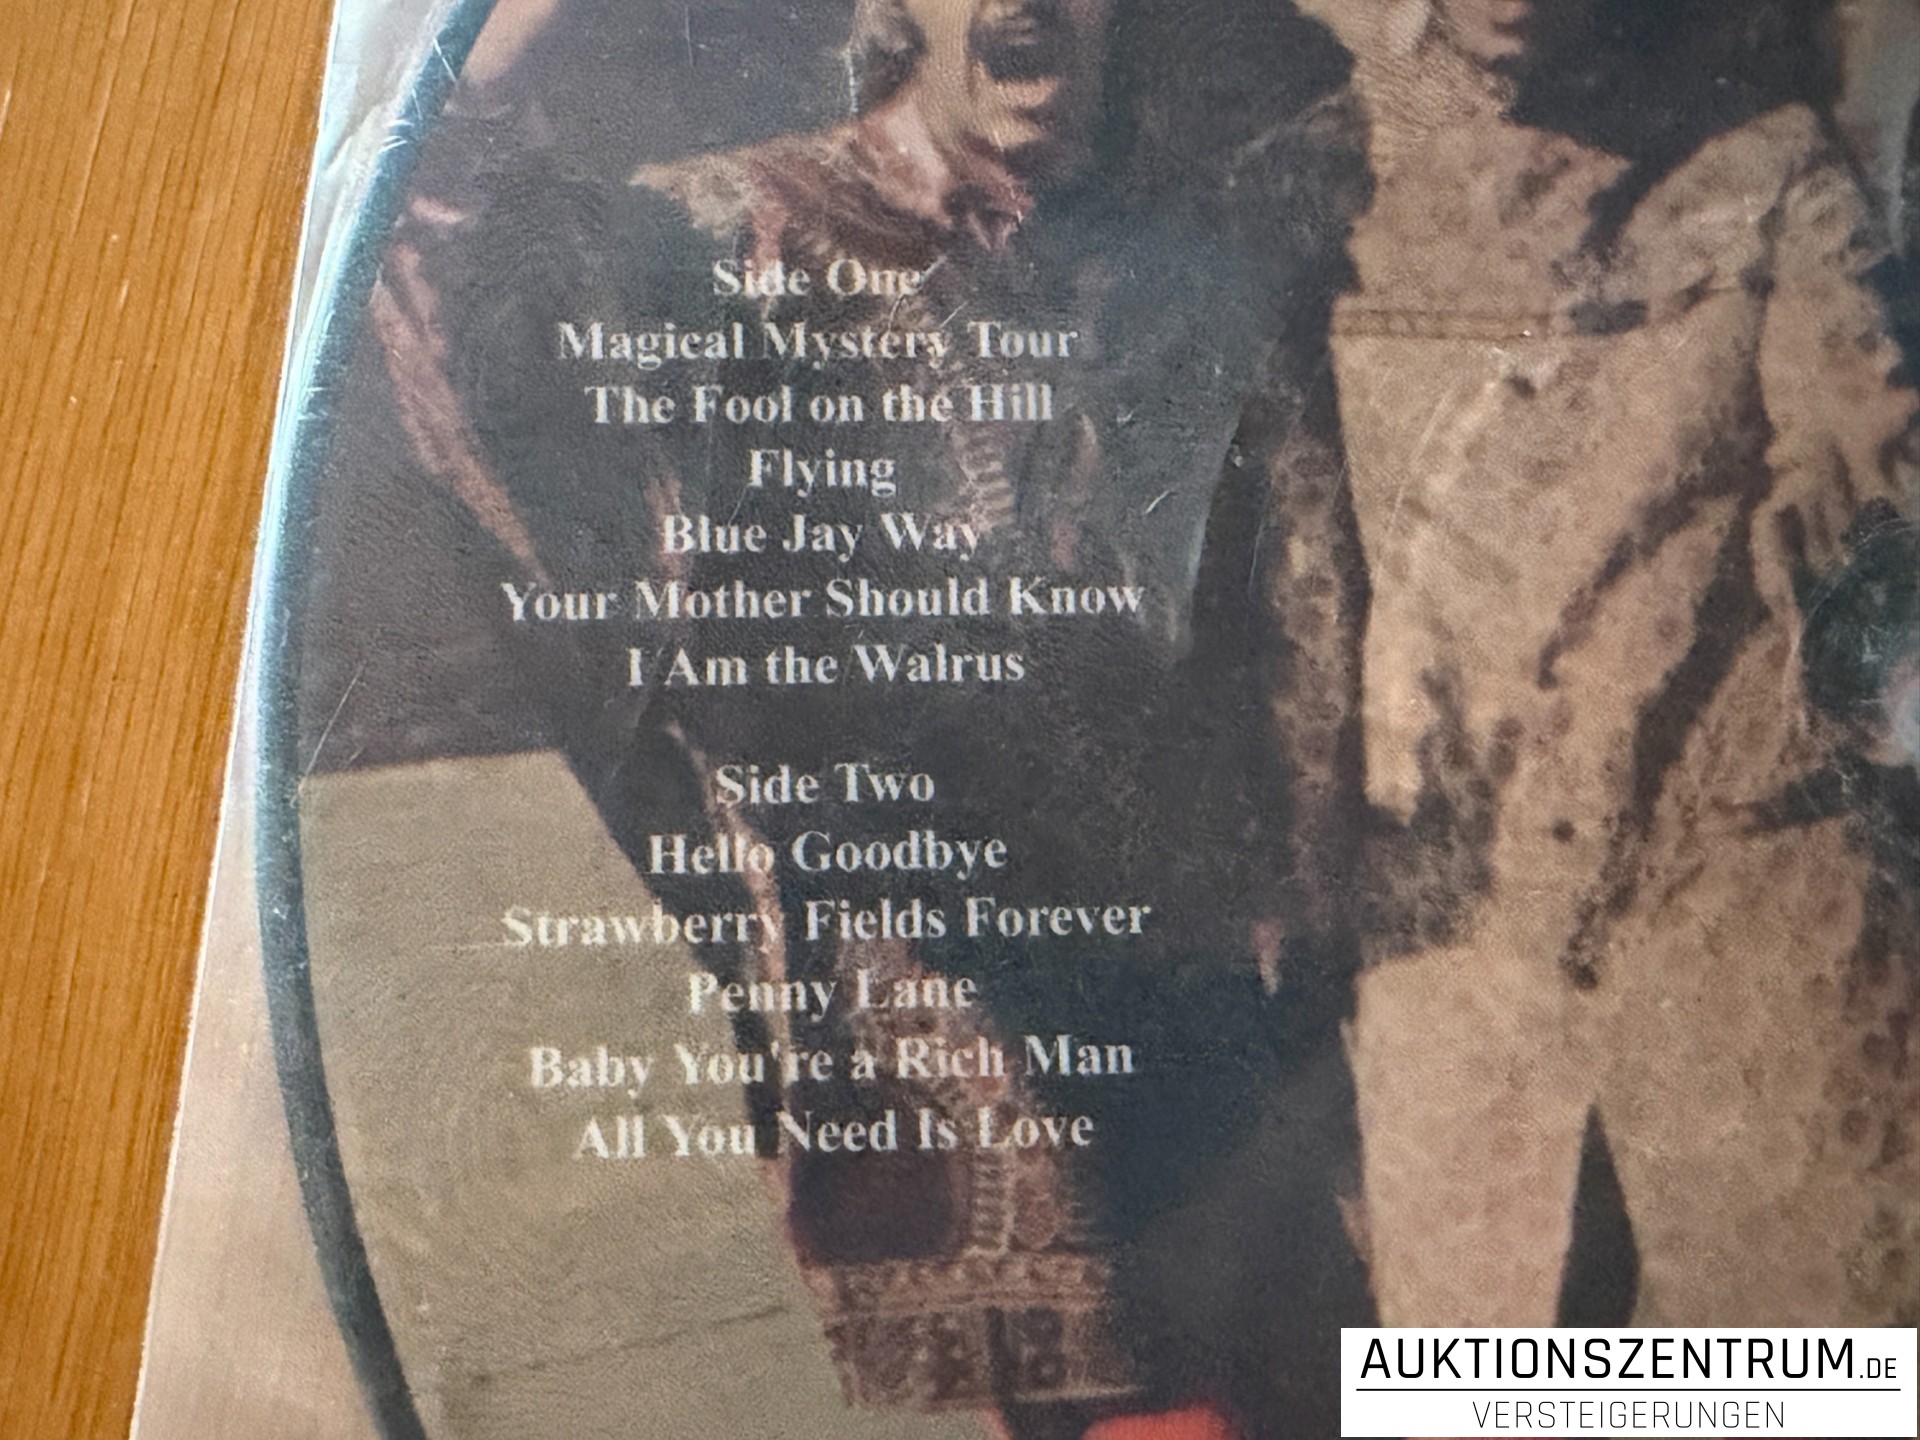 Side One
Magical Mystery Tour
The Fool on the Hill
Flying
Blue Jay Way
Your Mother Should Know
I Am the Walrus
Side Two
Hello Goodbye
Strawberry Fields Forever
Penny Lane
Baby You're a Rich Man
All You Need Is Love
AUKTIONSZENTRUM.DE
VERSTEIGERUNGEN